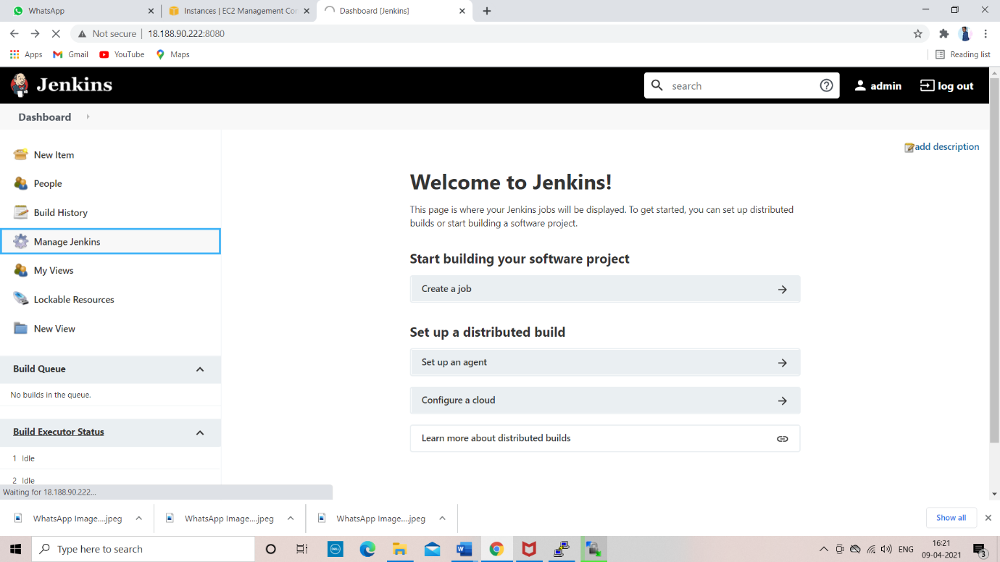 WhatsApp
Instances | EC2 Management Con
Dashboard [Jenkins]
Not secure
18.188.90.222:8080
Apps
Gmail
YouTube
Maps
Reading list
Jenkins
search
admin
log out
Dashboard
New Item
People
Build History
Manage Jenkins
My Views
Lockable Resources
New View
Build Queue
No builds in the queue.
Build Executor Status
1 Idle
2 Idle
add description
Welcome to Jenkins!
This page is where your Jenkins jobs will be displayed. To get started, you can set up distributed
builds or start building a software project.
Start building your software project
Create a job
Set up a distributed build
Set up an agent
Configure a cloud
Learn more about distributed builds
Waiting for 18.188.90.222...
WhatsApp Image....jpeg
WhatsApp Image....jpeg
WhatsApp Image....jpeg
Show all
Type here to search
ENG
16:21
09-04-2021
3